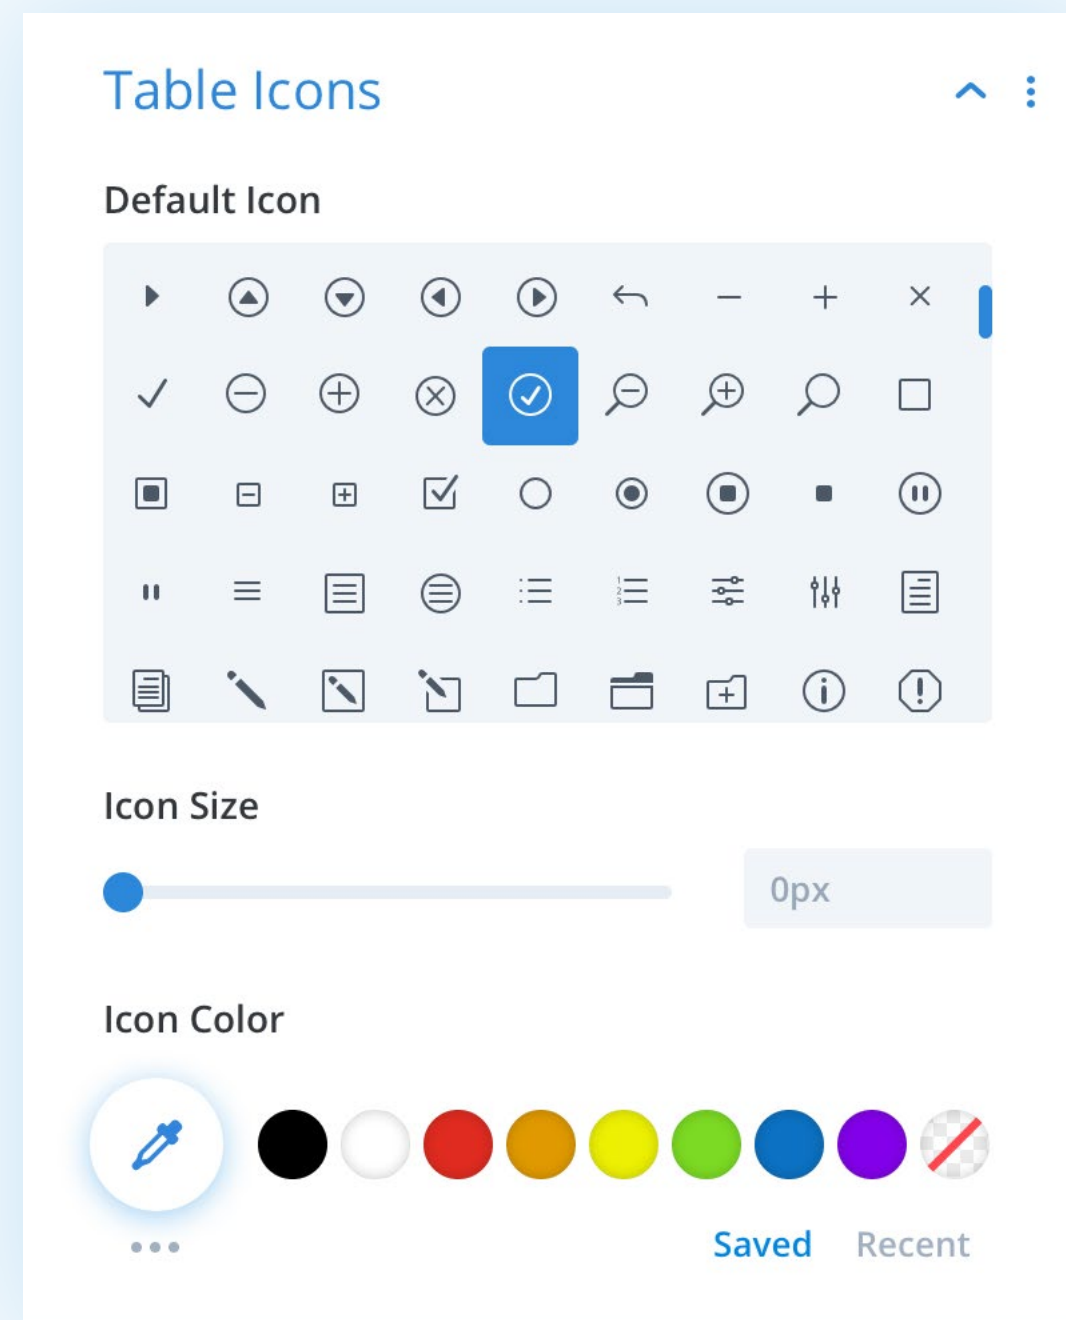 Table Icons
Default Icon
Icon Size
0px
Icon Color
Saved Recent